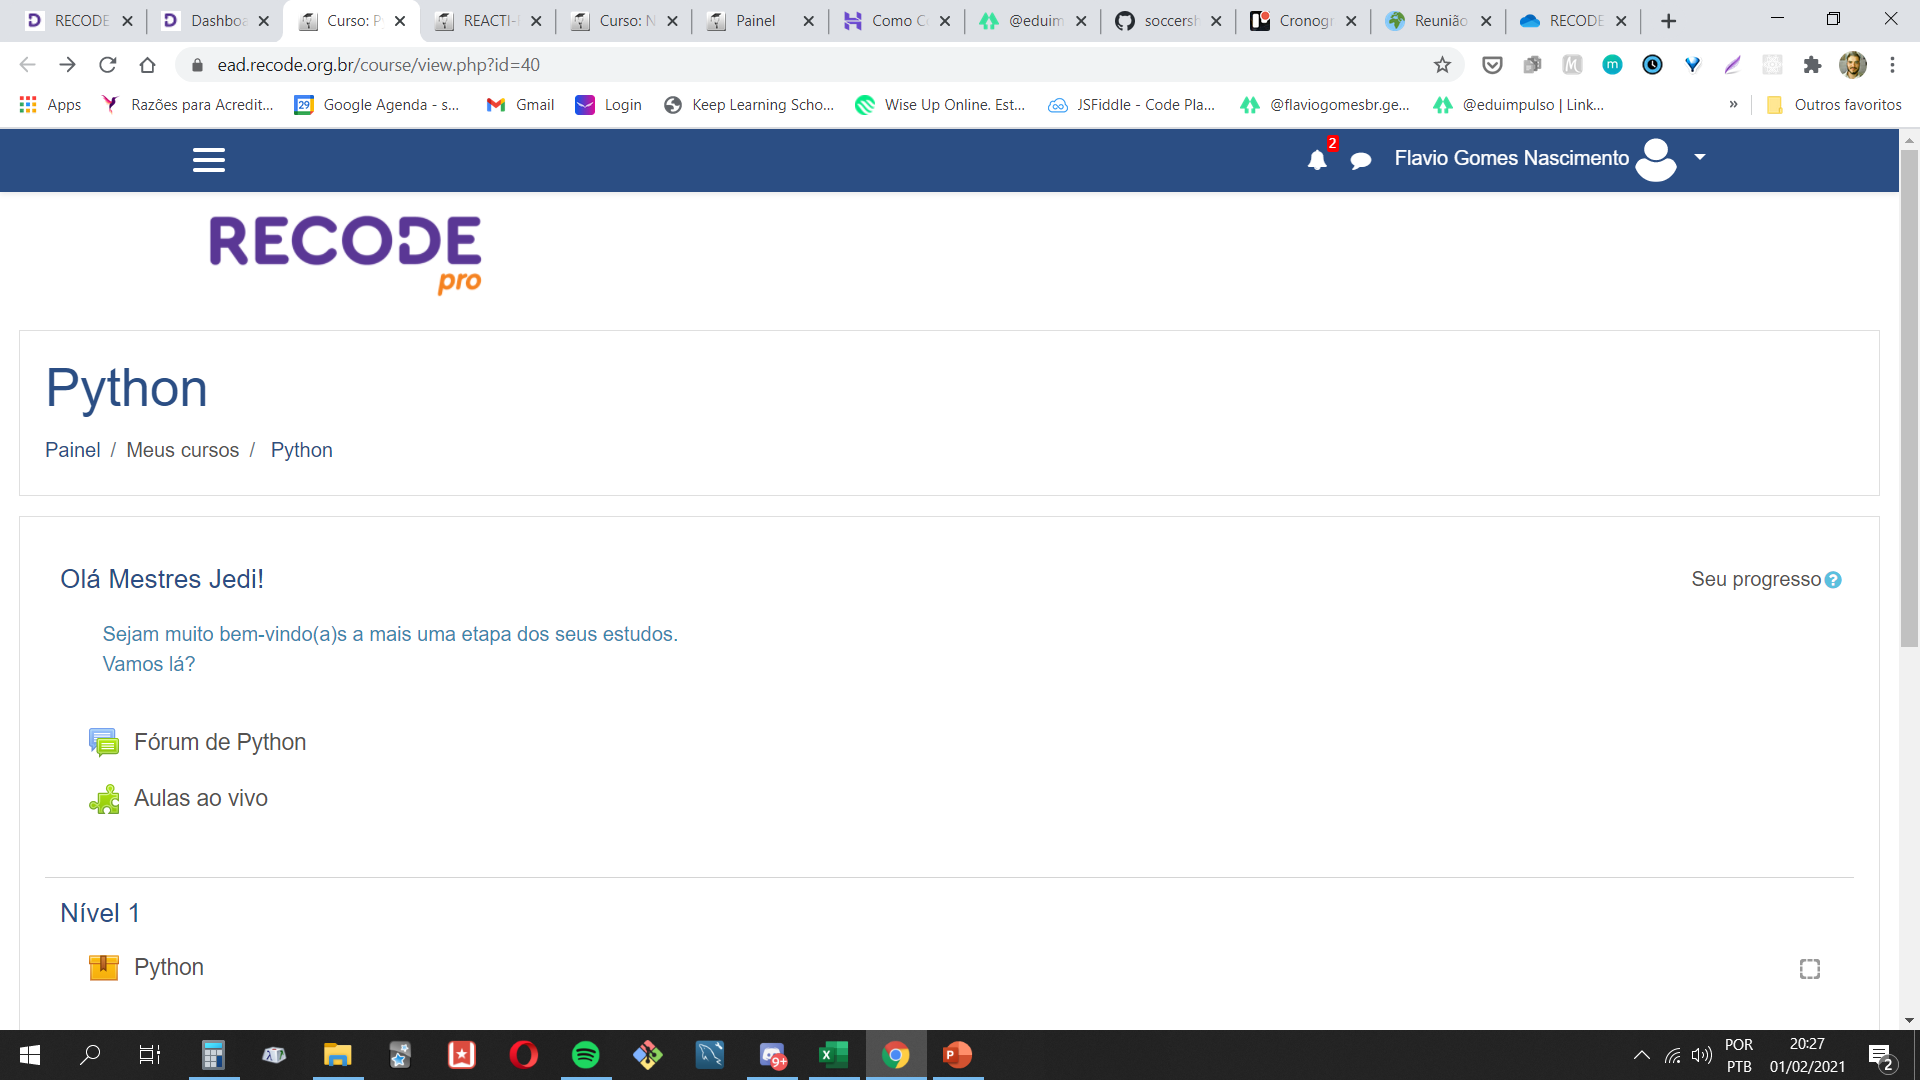 RECODE
Dashboa
Curso: P
REACTI-
Curso: N
Painel
Como C
@eduim
soccersh
Cronogr
Reunião
RECODE
ead.recode.org.br/course/view.php?id=40
Apps
Razões para Acredit...
Google Agenda - s...
Gmail
Login
Keep Learning Scho...
Wise Up Online. Est...
JSFiddle - Code Pla...
@flaviogomesbr.ge...
@eduimpulso | Link...
»
Outros favoritos
2
Flavio Gomes Nascimento
RECODE
pro
Python
Painel / Meus cursos / Python
Olá Mestres Jedi!
Seu progresso
Sejam muito bem-vindo(a)s a mais uma etapa dos seus estudos.
Vamos lá?
Fórum de Python
Aulas ao vivo
Nível 1
Python
9+
POR
PTB
20:27
01/02/2021
2